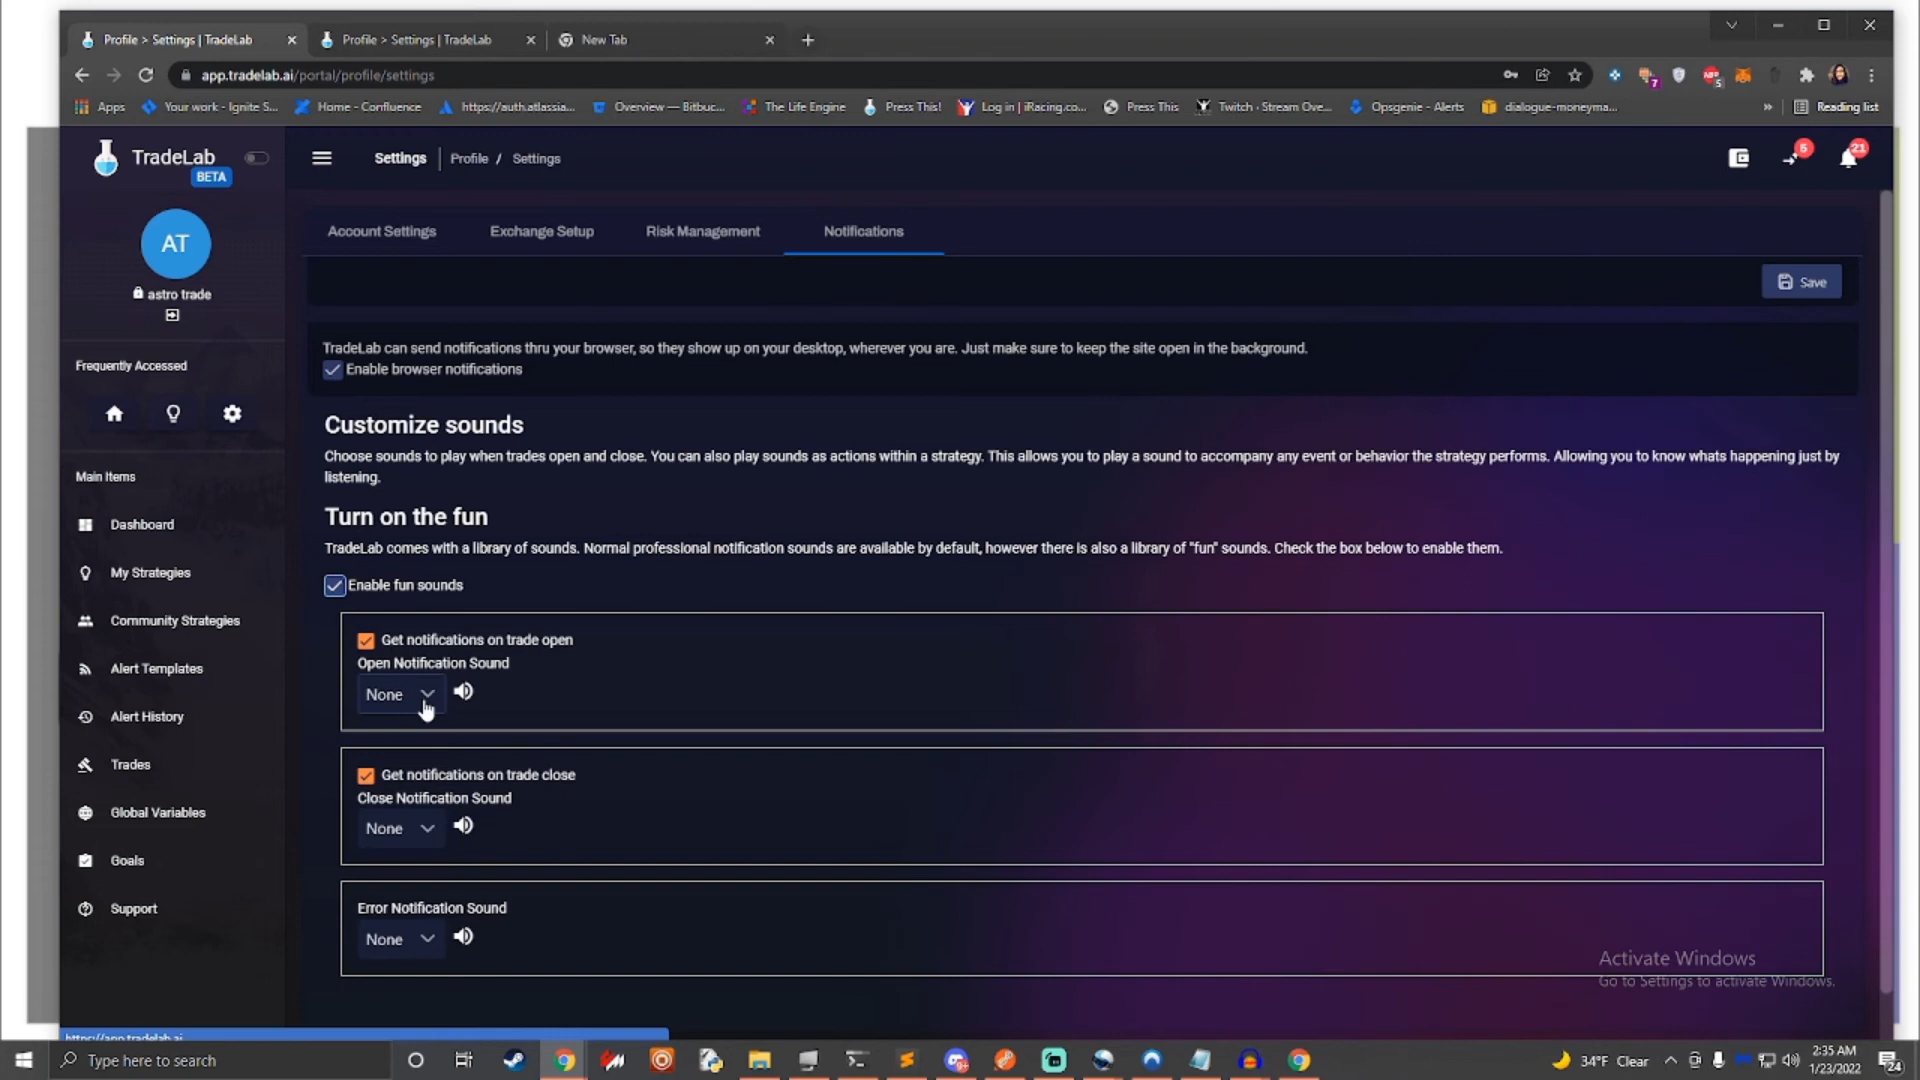 Profile > Settings | TradeLab
Profile > Settings | TradeLab
New Tab
app.tradelab.ai/portal/profile/settings
7
ABP
5
Apps
Your work - Ignite S...
Home - Confluence
https://auth.atlassia...
Overview — Bitbuc...
The Life Engine
Press This!
Log in | iRacing.co...
Press This
Twitch - Stream Ove...
Opsgenie - Alerts
dialogue-moneyma...
»
Reading list
TradeLab
BETA
Settings
Profile / Settings
5
21
AT
astro trade
Account Settings
Exchange Setup
Risk Management
Notifications
Save
TradeLab can send notifications thru your browser, so they show up on your desktop, wherever you are. Just make sure to keep the site open in the background.
Enable browser notifications
Frequently Accessed
Customize sounds
Choose sounds to play when trades open and close. You can also play sounds as actions within a strategy. This allows you to play a sound to accompany any event or behavior the strategy performs. Allowing you to know whats happening just by
listening.
Main Items
Dashboard
My Strategies
Community Strategies
Alert Templates
Alert History
Trades
Global Variables
Goals
Support
Turn on the fun
TradeLab comes with a library of sounds. Normal professional notification sounds are available by default, however there is also a library of "fun" sounds. Check the box below to enable them.
Enable fun sounds
Get notifications on trade open
Open Notification Sound
None
Get notifications on trade close
Close Notification Sound
None
Error Notification Sound
None
Activate Windows
Go to Settings to activate Windows.
https://app.tradelab.ai
Type here to search
34°F Clear
2:35 AM
1/23/2022
24